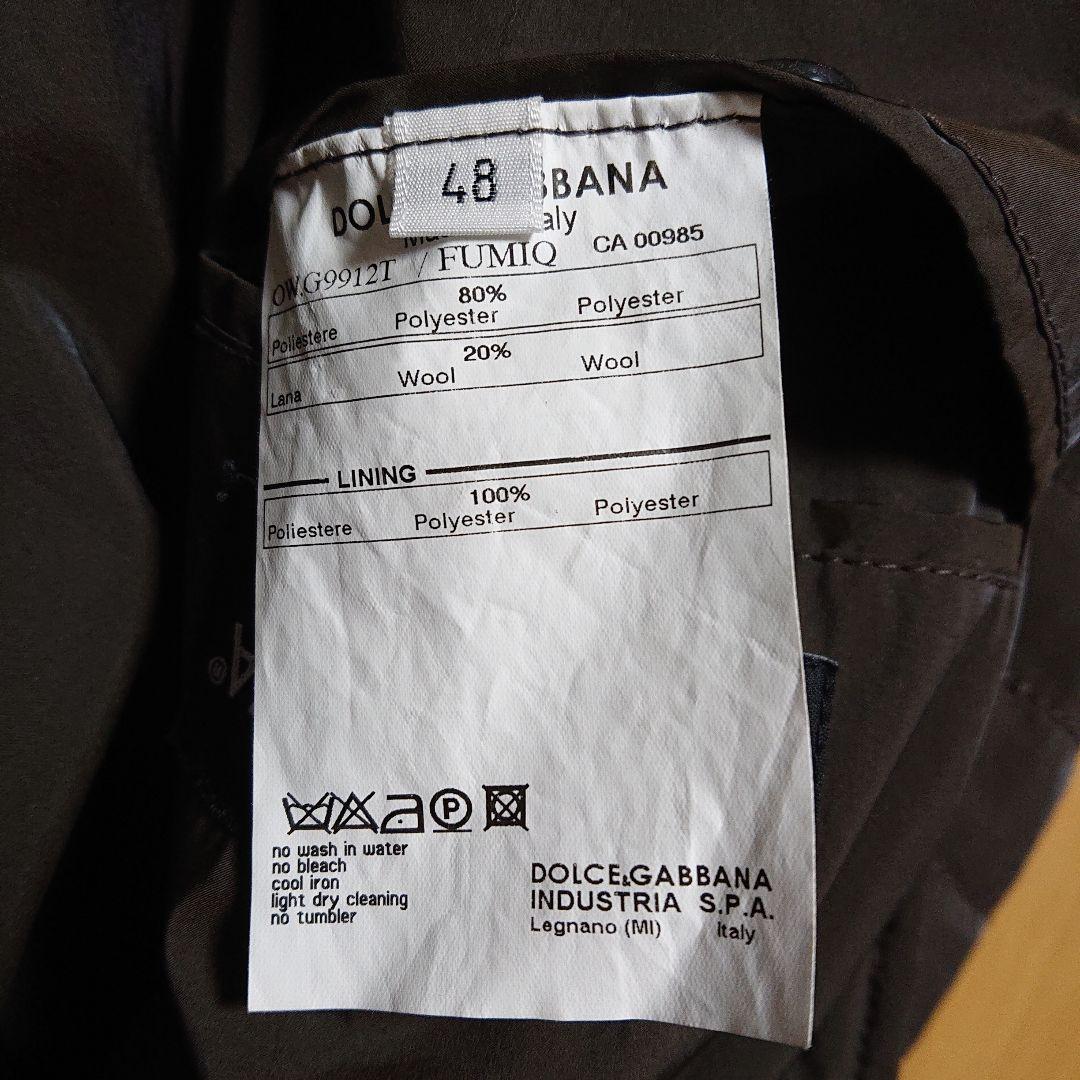 48
DOL BBANA
Ma aly
OW.G9912T / FUMIQ CA 00985
80%
Poliestere Polyester Polyester
20%
Lana Wool Wool
LINING
100%
Poliestere Polyester Polyester
P
no wash in water
no bleach
cool iron
light dry cleaning
no tumbler
DOLCE&GABBANA
INDUSTRIA S.P.A.
Legnano (MI) Italy